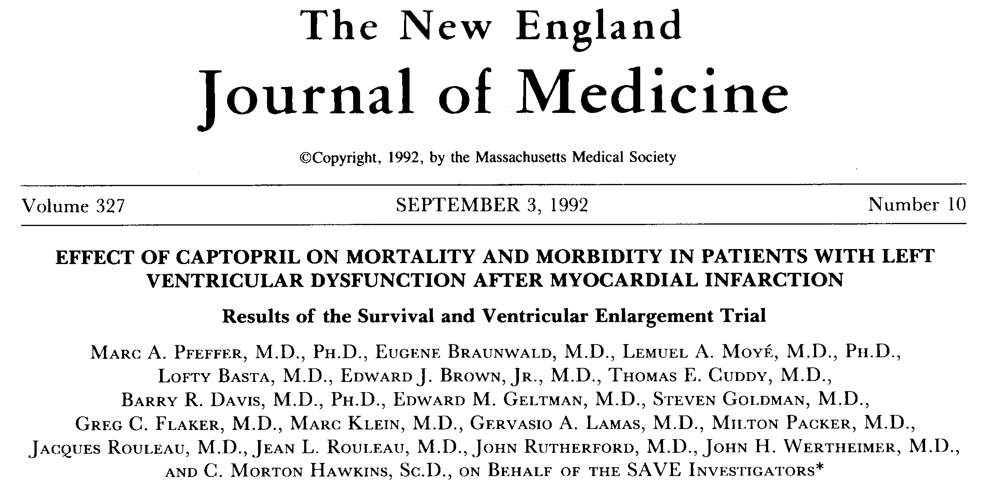 The New England
Journal of Medicine
©Copyright, 1992, by the Massachusetts Medical Society
Volume 327 SEPTEMBER 3, 1992 Number 10
EFFECT OF CAPTOPRIL ON MORTALITY AND MORBIDITY IN PATIENTS WITH LEFT
VENTRICULAR DYSFUNCTION AFTER MYOCARDIAL INFARCTION
Results of the Survival and Ventricular Enlargement Trial
MARC A. PFEFFER, M.D., PH.D., EUGENE BRAUNWALD, M.D., LEMUEL A. MOYÉ, M.D., PH.D.,
LOFTY BASTA, M.D., EDWARD J. BROWN, JR., M.D., THOMAS E. CUDDY, M.D.,
BARRY R. DAVIS, M.D., PH.D., EDWARD M. GELTMAN, M.D., STEVEN GOLDMAN, M.D.,
GREG C. FLAKER, M.D., MARC KLEIN, M.D., GERVASIO A. LAMAS, M.D., MILTON PACKER, M.D.,
JACQUES ROULEAU, M.D., JEAN L. ROULEAU, M.D., JOHN RUTHERFORD, M.D., JOHN H. WERTHEIMER, M.D.,
AND C. MORTON HAWKINS, SC.D., ON BEHALF OF THE SAVE INVESTIGATORS*